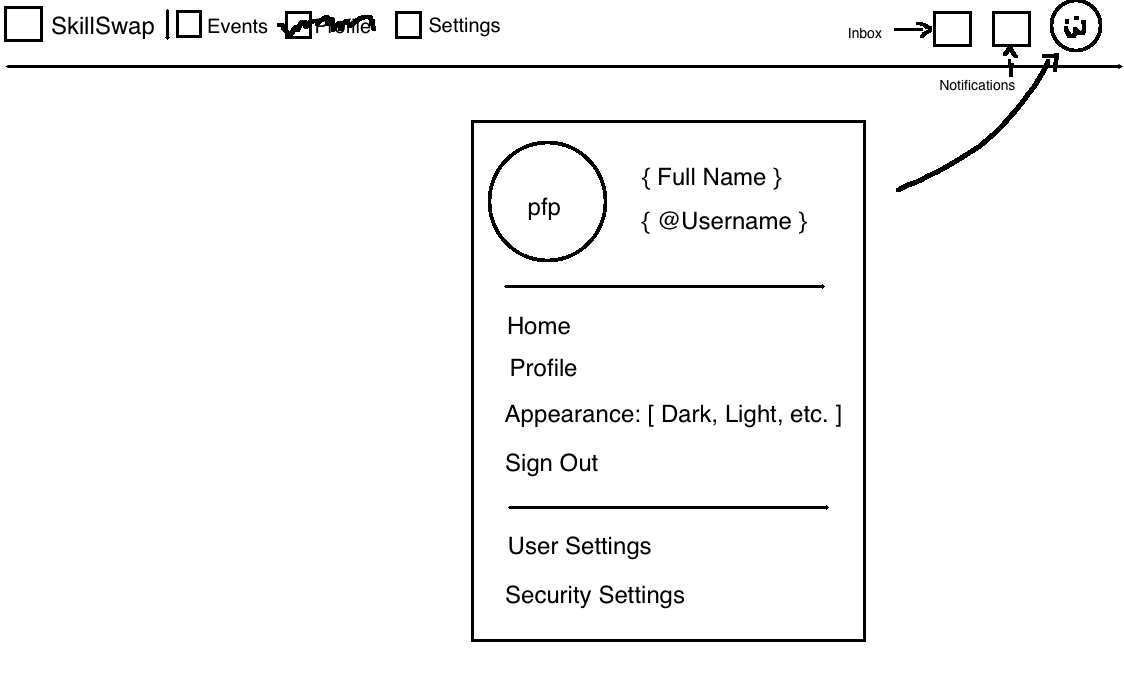 SkillSwap
Events
Profile
Settings
Inbox
Notifications
pfp
{ Full Name }
{ @Username }
Home
Profile
Appearance: [ Dark, Light, etc. ]
Sign Out
User Settings
Security Settings